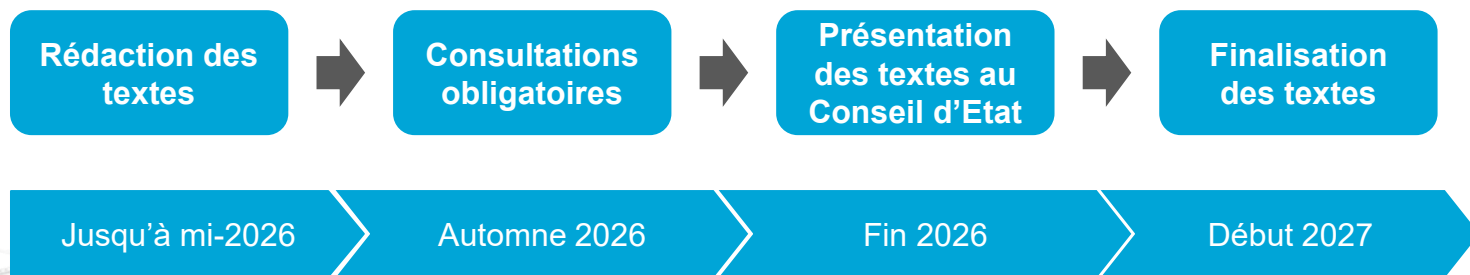 Rédaction des
textes
Consultations
obligatoires
Présentation
des textes au
Conseil d’Etat
Finalisation
des textes
Jusqu’à mi-2026
Automne 2026
Fin 2026
Début 2027